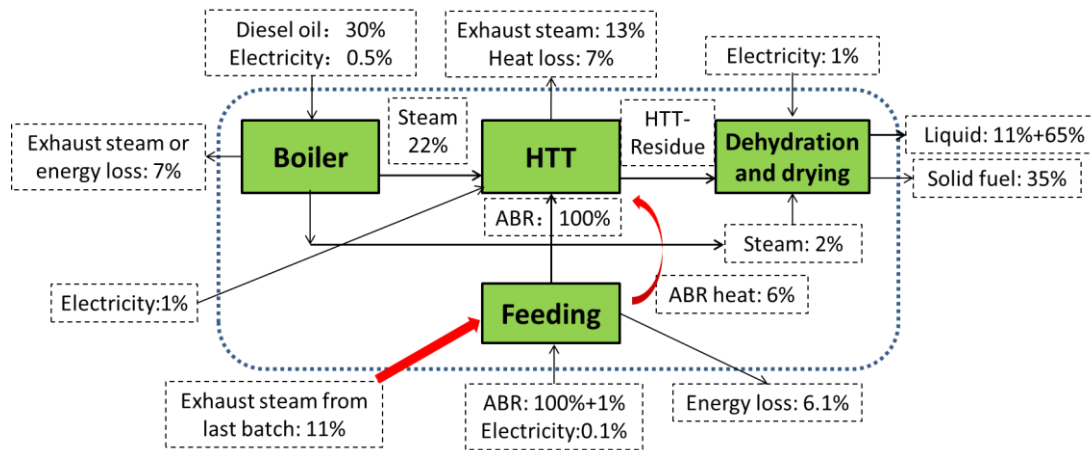 Diesel oil： 30%
Electricity： 0.5%
Exhaust steam: 13%
Heat loss: 7%
Electricity: 1%
Exhaust steam or
energy loss: 7%
Boiler
Steam
22%
HTT
HTT-
Residue
Dehydration
and drying
Liquid: 11%+65%
Solid fuel: 35%
ABR： 100%
Steam: 2%
Electricity:1%
Feeding
ABR heat: 6%
Exhaust steam from
last batch: 11%
ABR: 100%+1%
Electricity:0.1%
Energy loss: 6.1%